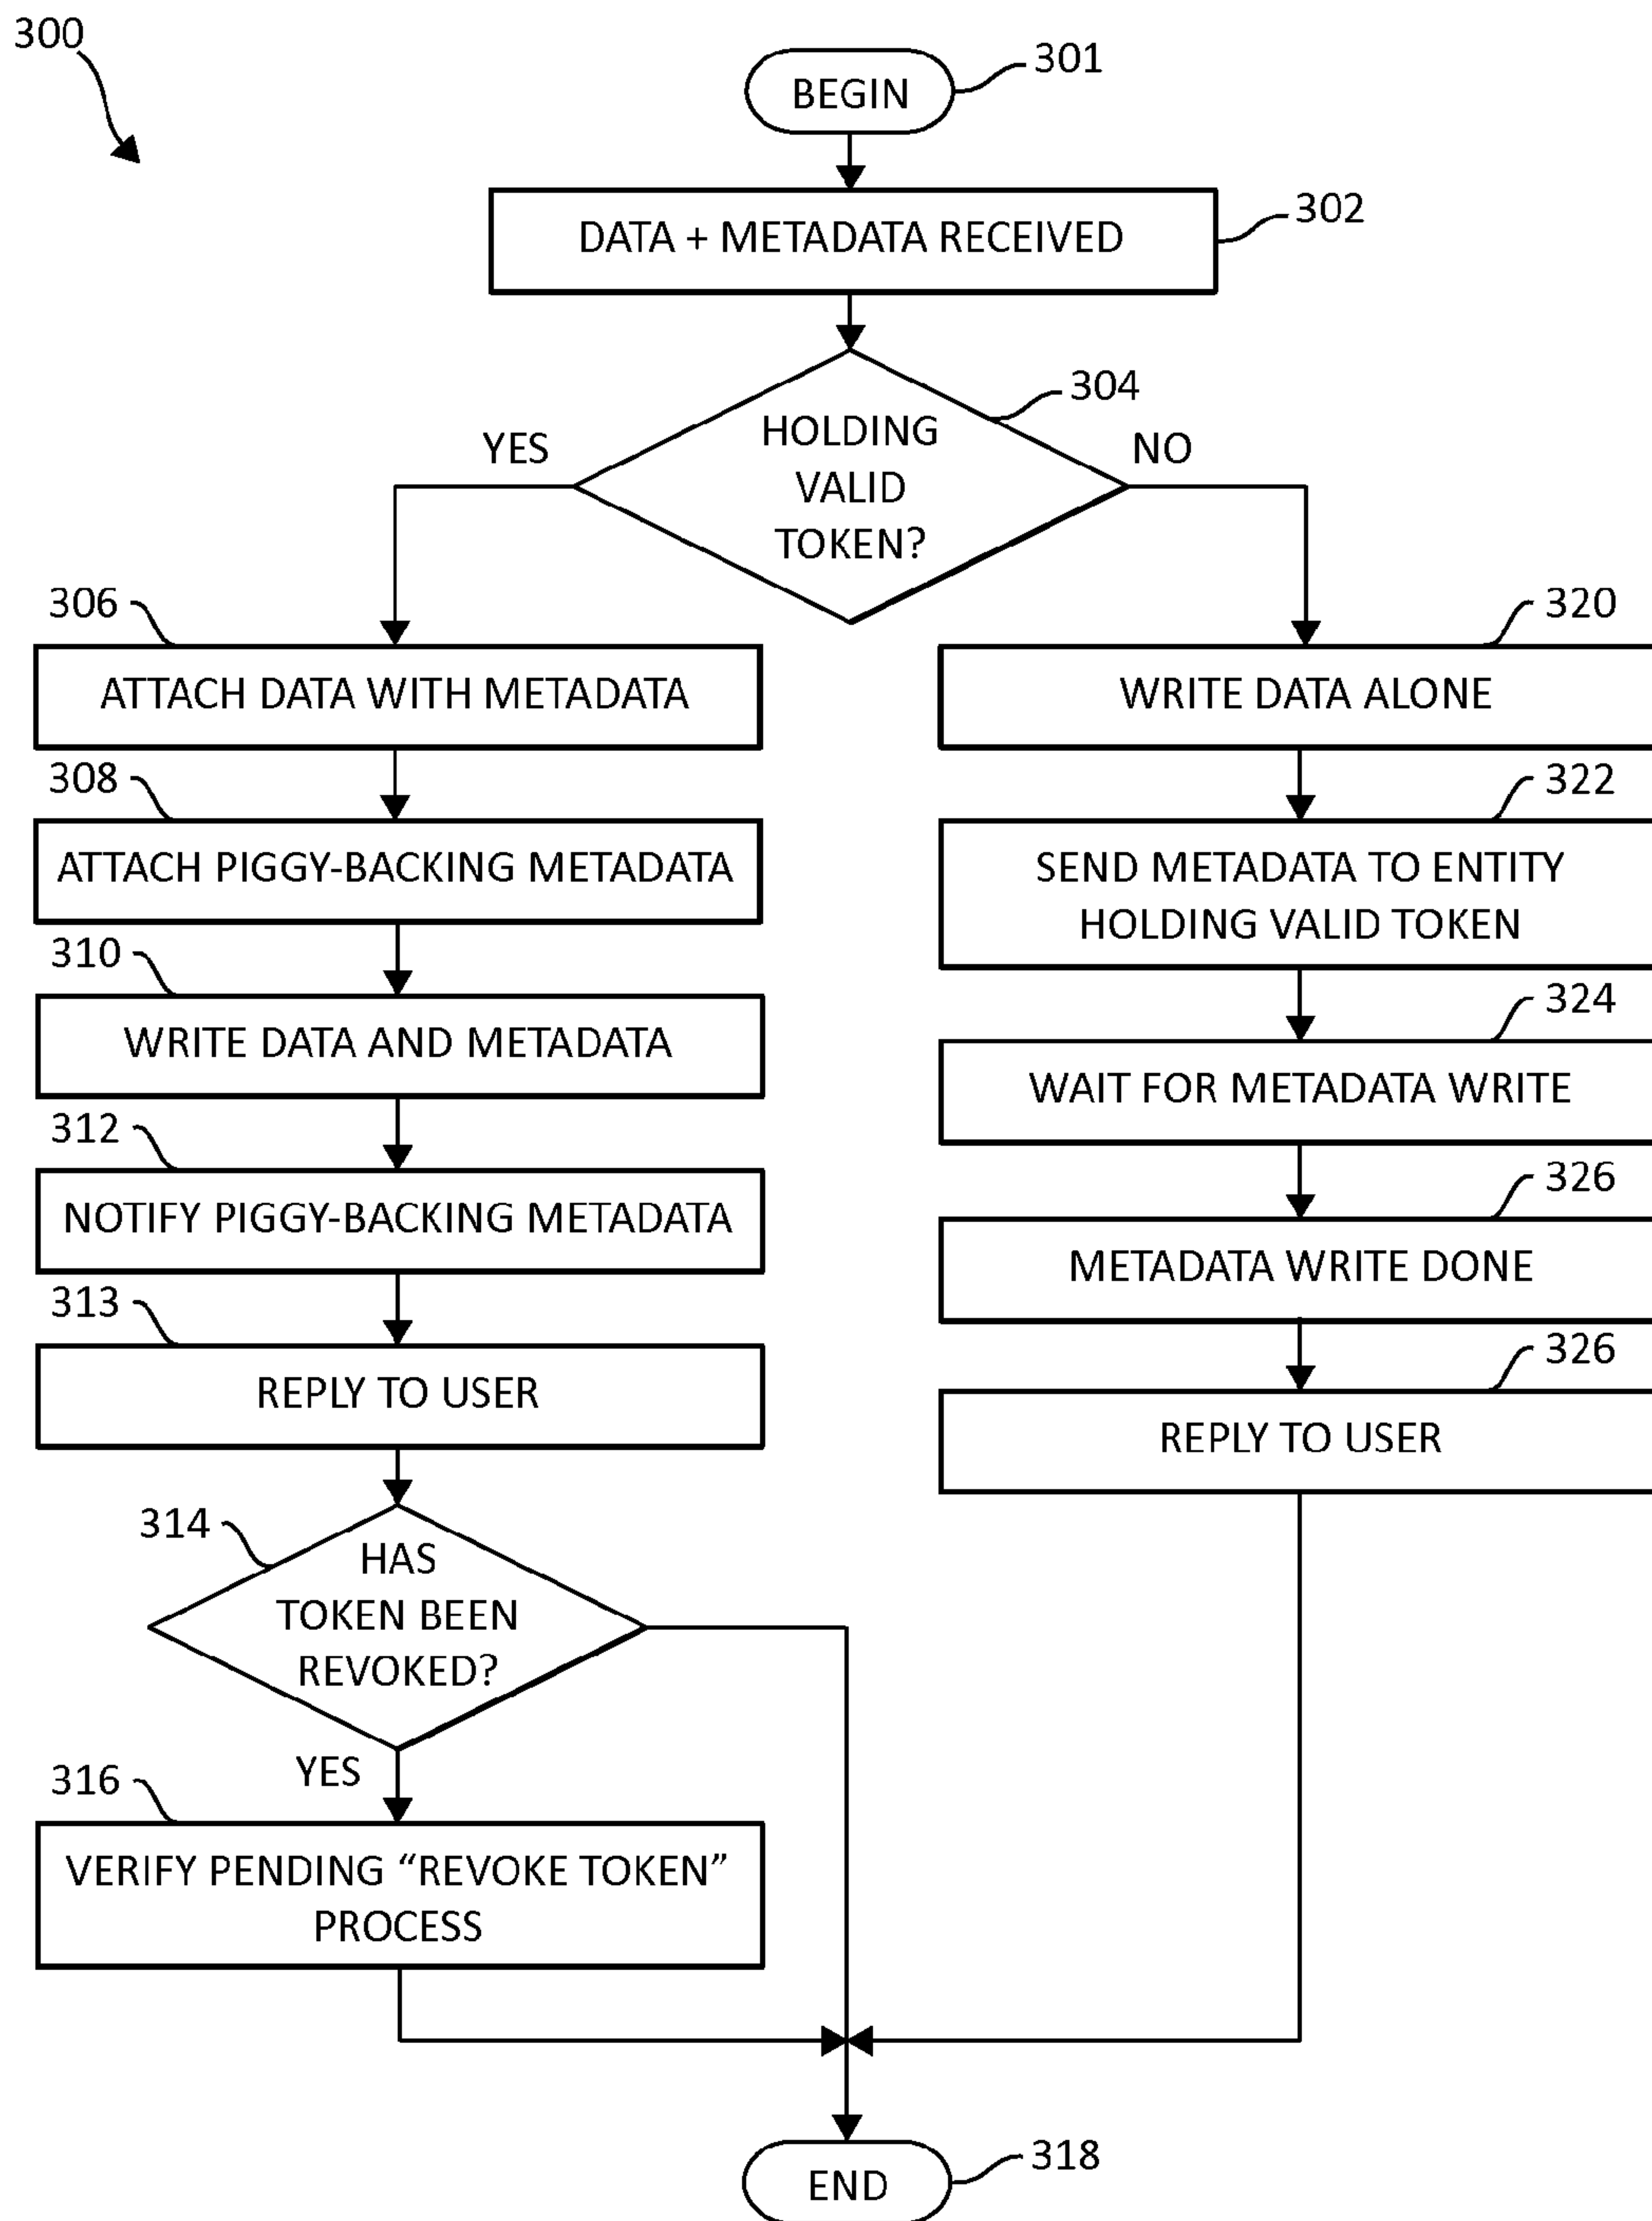 300
BEGIN
301
DATA + METADATA RECEIVED
302
304
HOLDING
VALID
TOKEN?
YES
NO
306
ATTACH DATA WITH METADATA
308
ATTACH PIGGY-BACKING METADATA
310
WRITE DATA AND METADATA
312
NOTIFY PIGGY-BACKING METADATA
313
REPLY TO USER
314
HAS
TOKEN BEEN
REVOKED?
YES
316
VERIFY PENDING “REVOKE TOKEN”
PROCESS
320
WRITE DATA ALONE
322
SEND METADATA TO ENTITY
HOLDING VALID TOKEN
324
WAIT FOR METADATA WRITE
326
METADATA WRITE DONE
326
REPLY TO USER
END
318